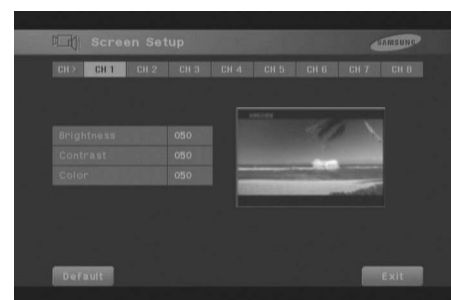 Screen Setup
SAMSUNG
CH ? CH 1 CH 2 CH 3 CH 4 CH 5 CH 6 CH 7 CH 8
Brightness 050
Contrast 050
Color 050
Default Exit